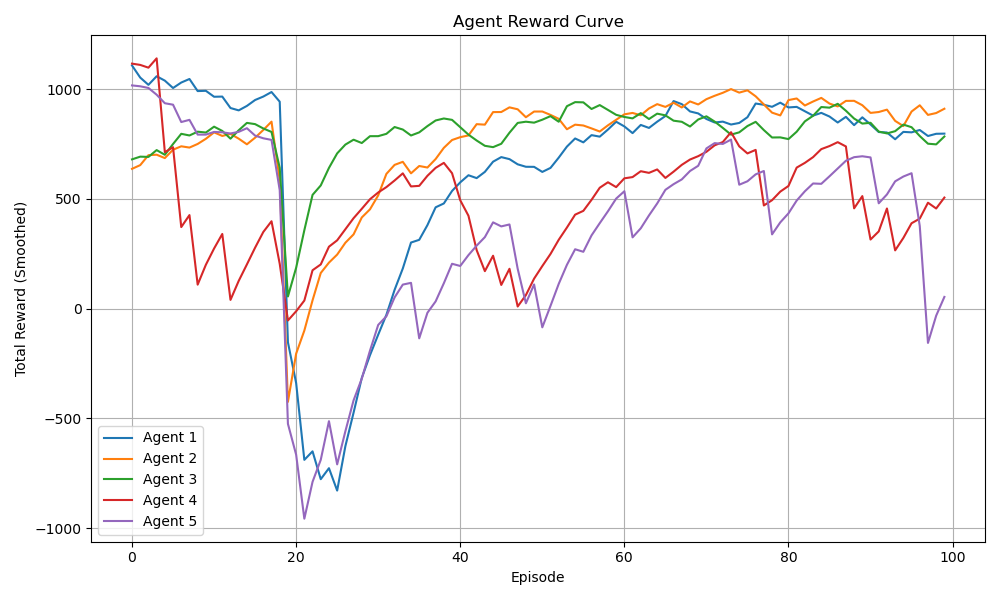 Agent Reward Curve
Total Reward (Smoothed)
1000
500
0
−500
−1000
Agent 1
Agent 2
Agent 3
Agent 4
Agent 5
0 20 40 60 80 100
Episode